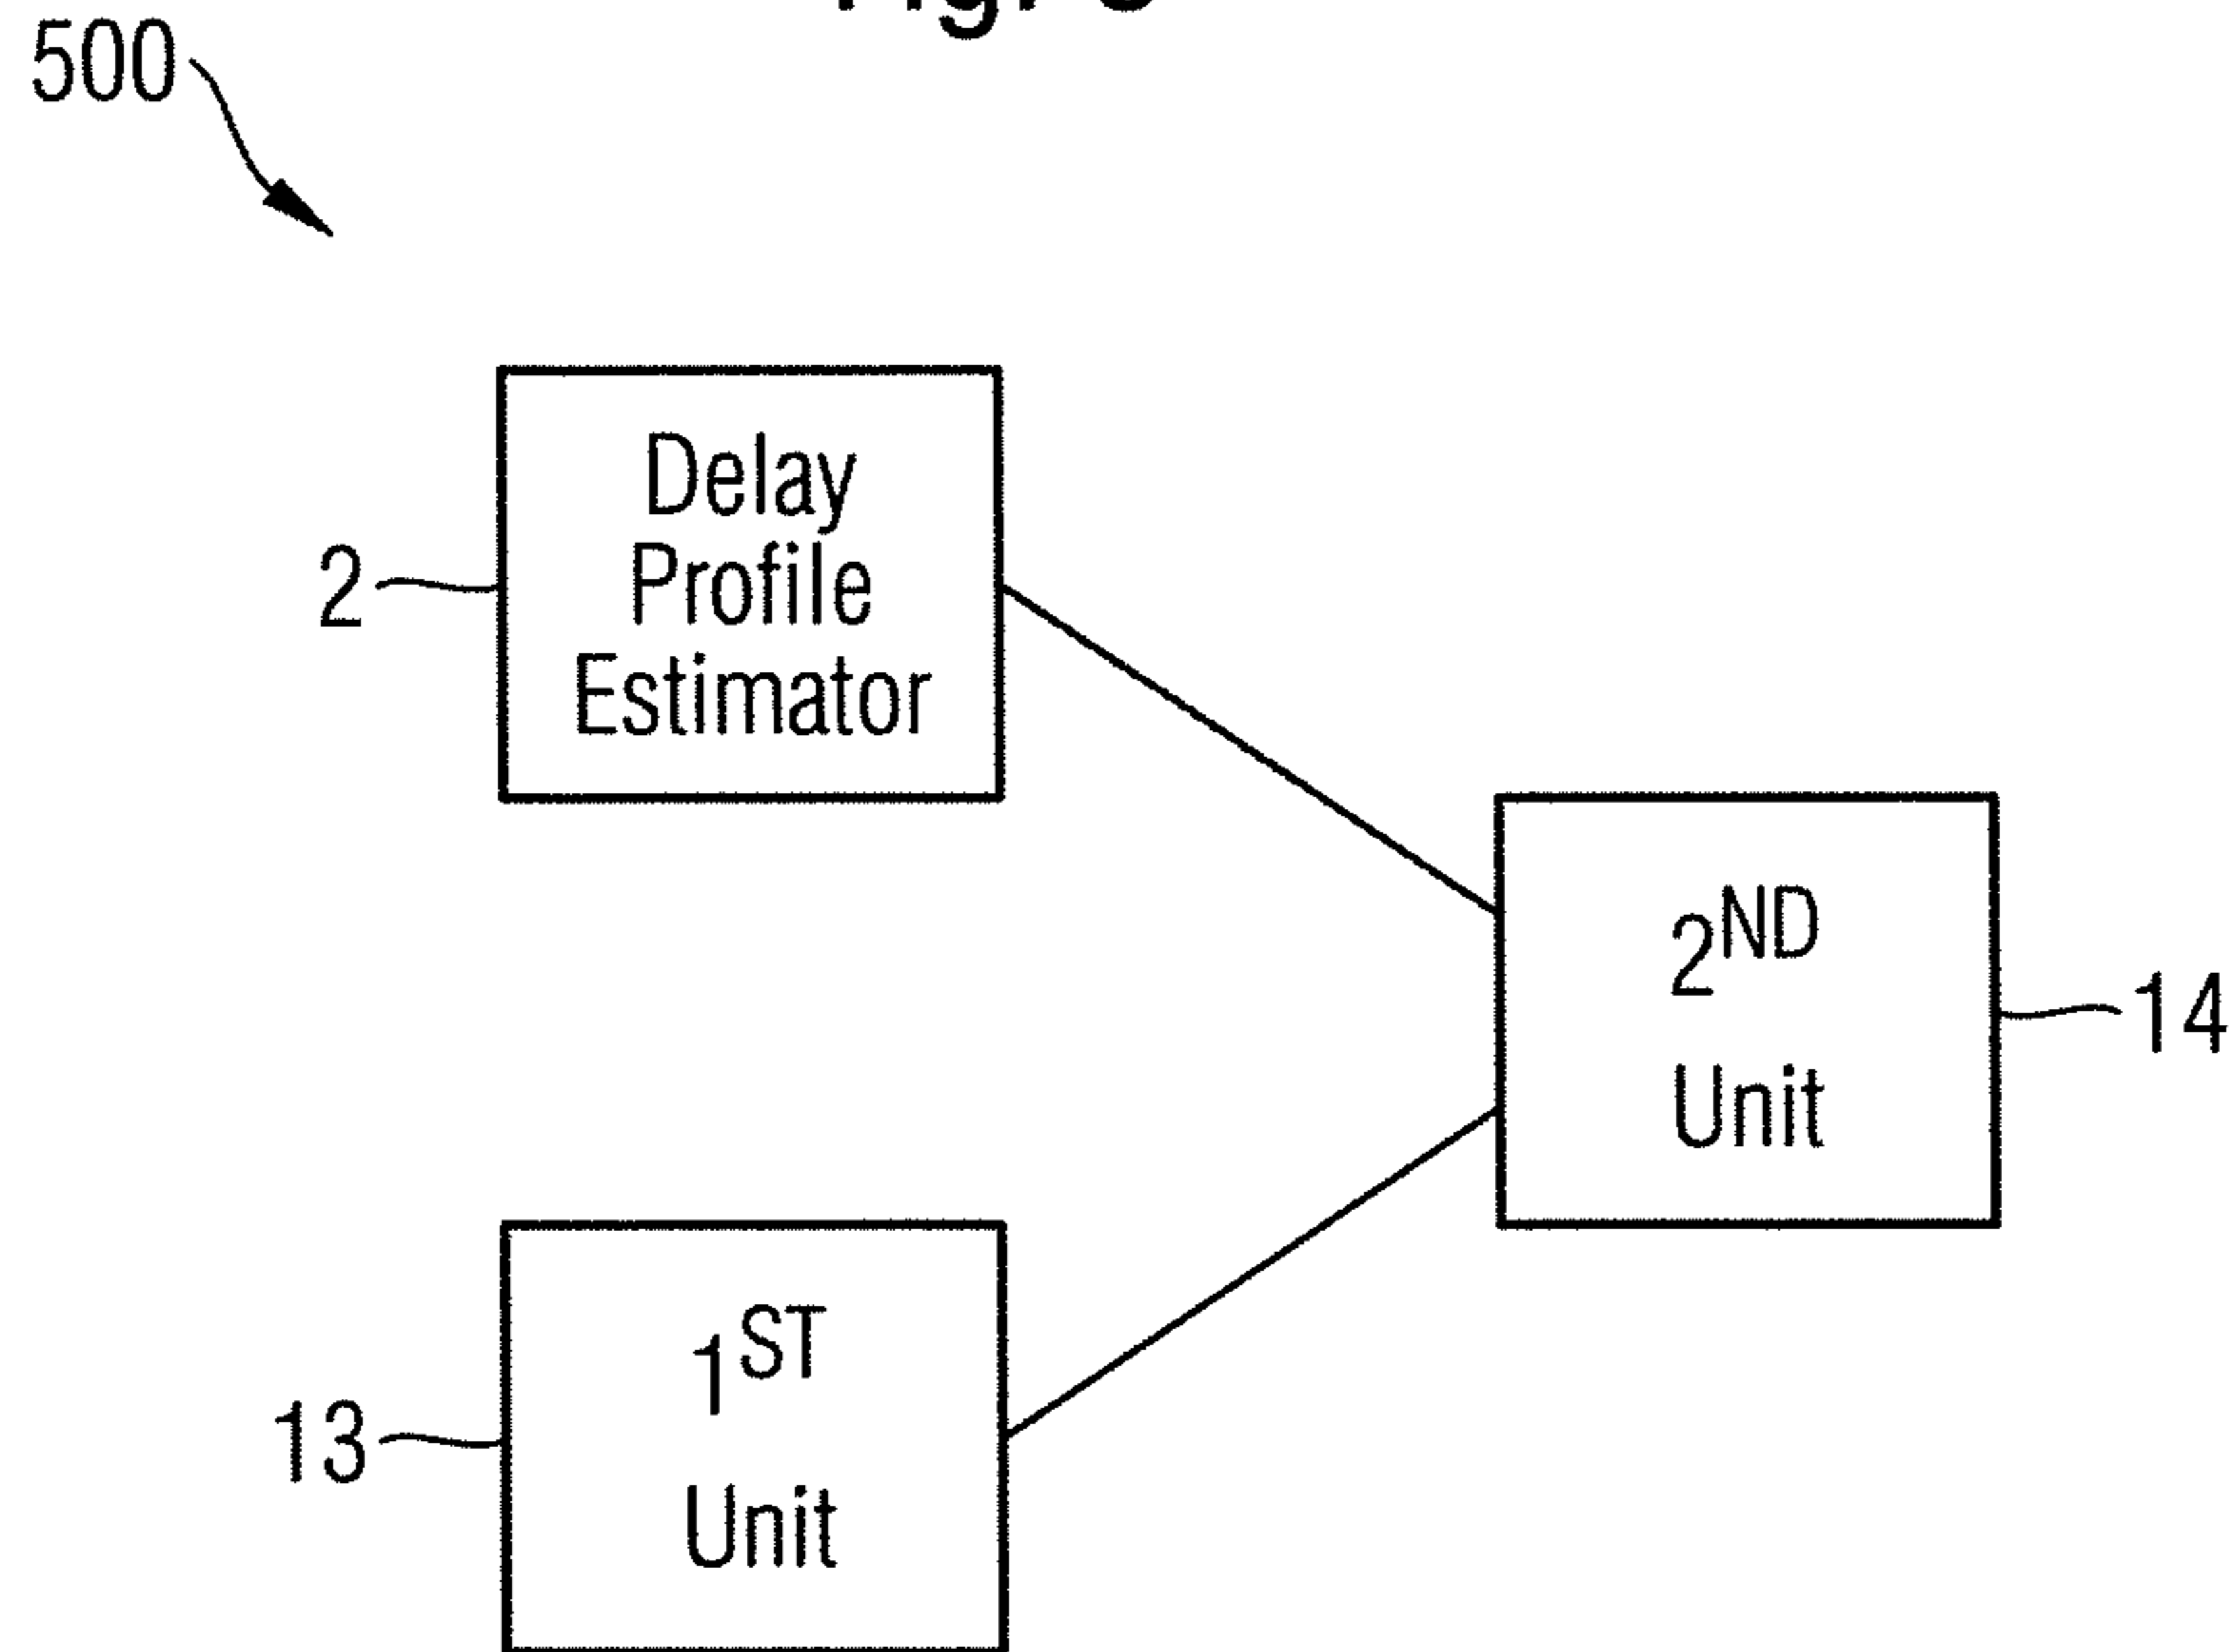 500
Delay
Profile
Estimator
2
2ND
Unit
14
1ST
Unit
13